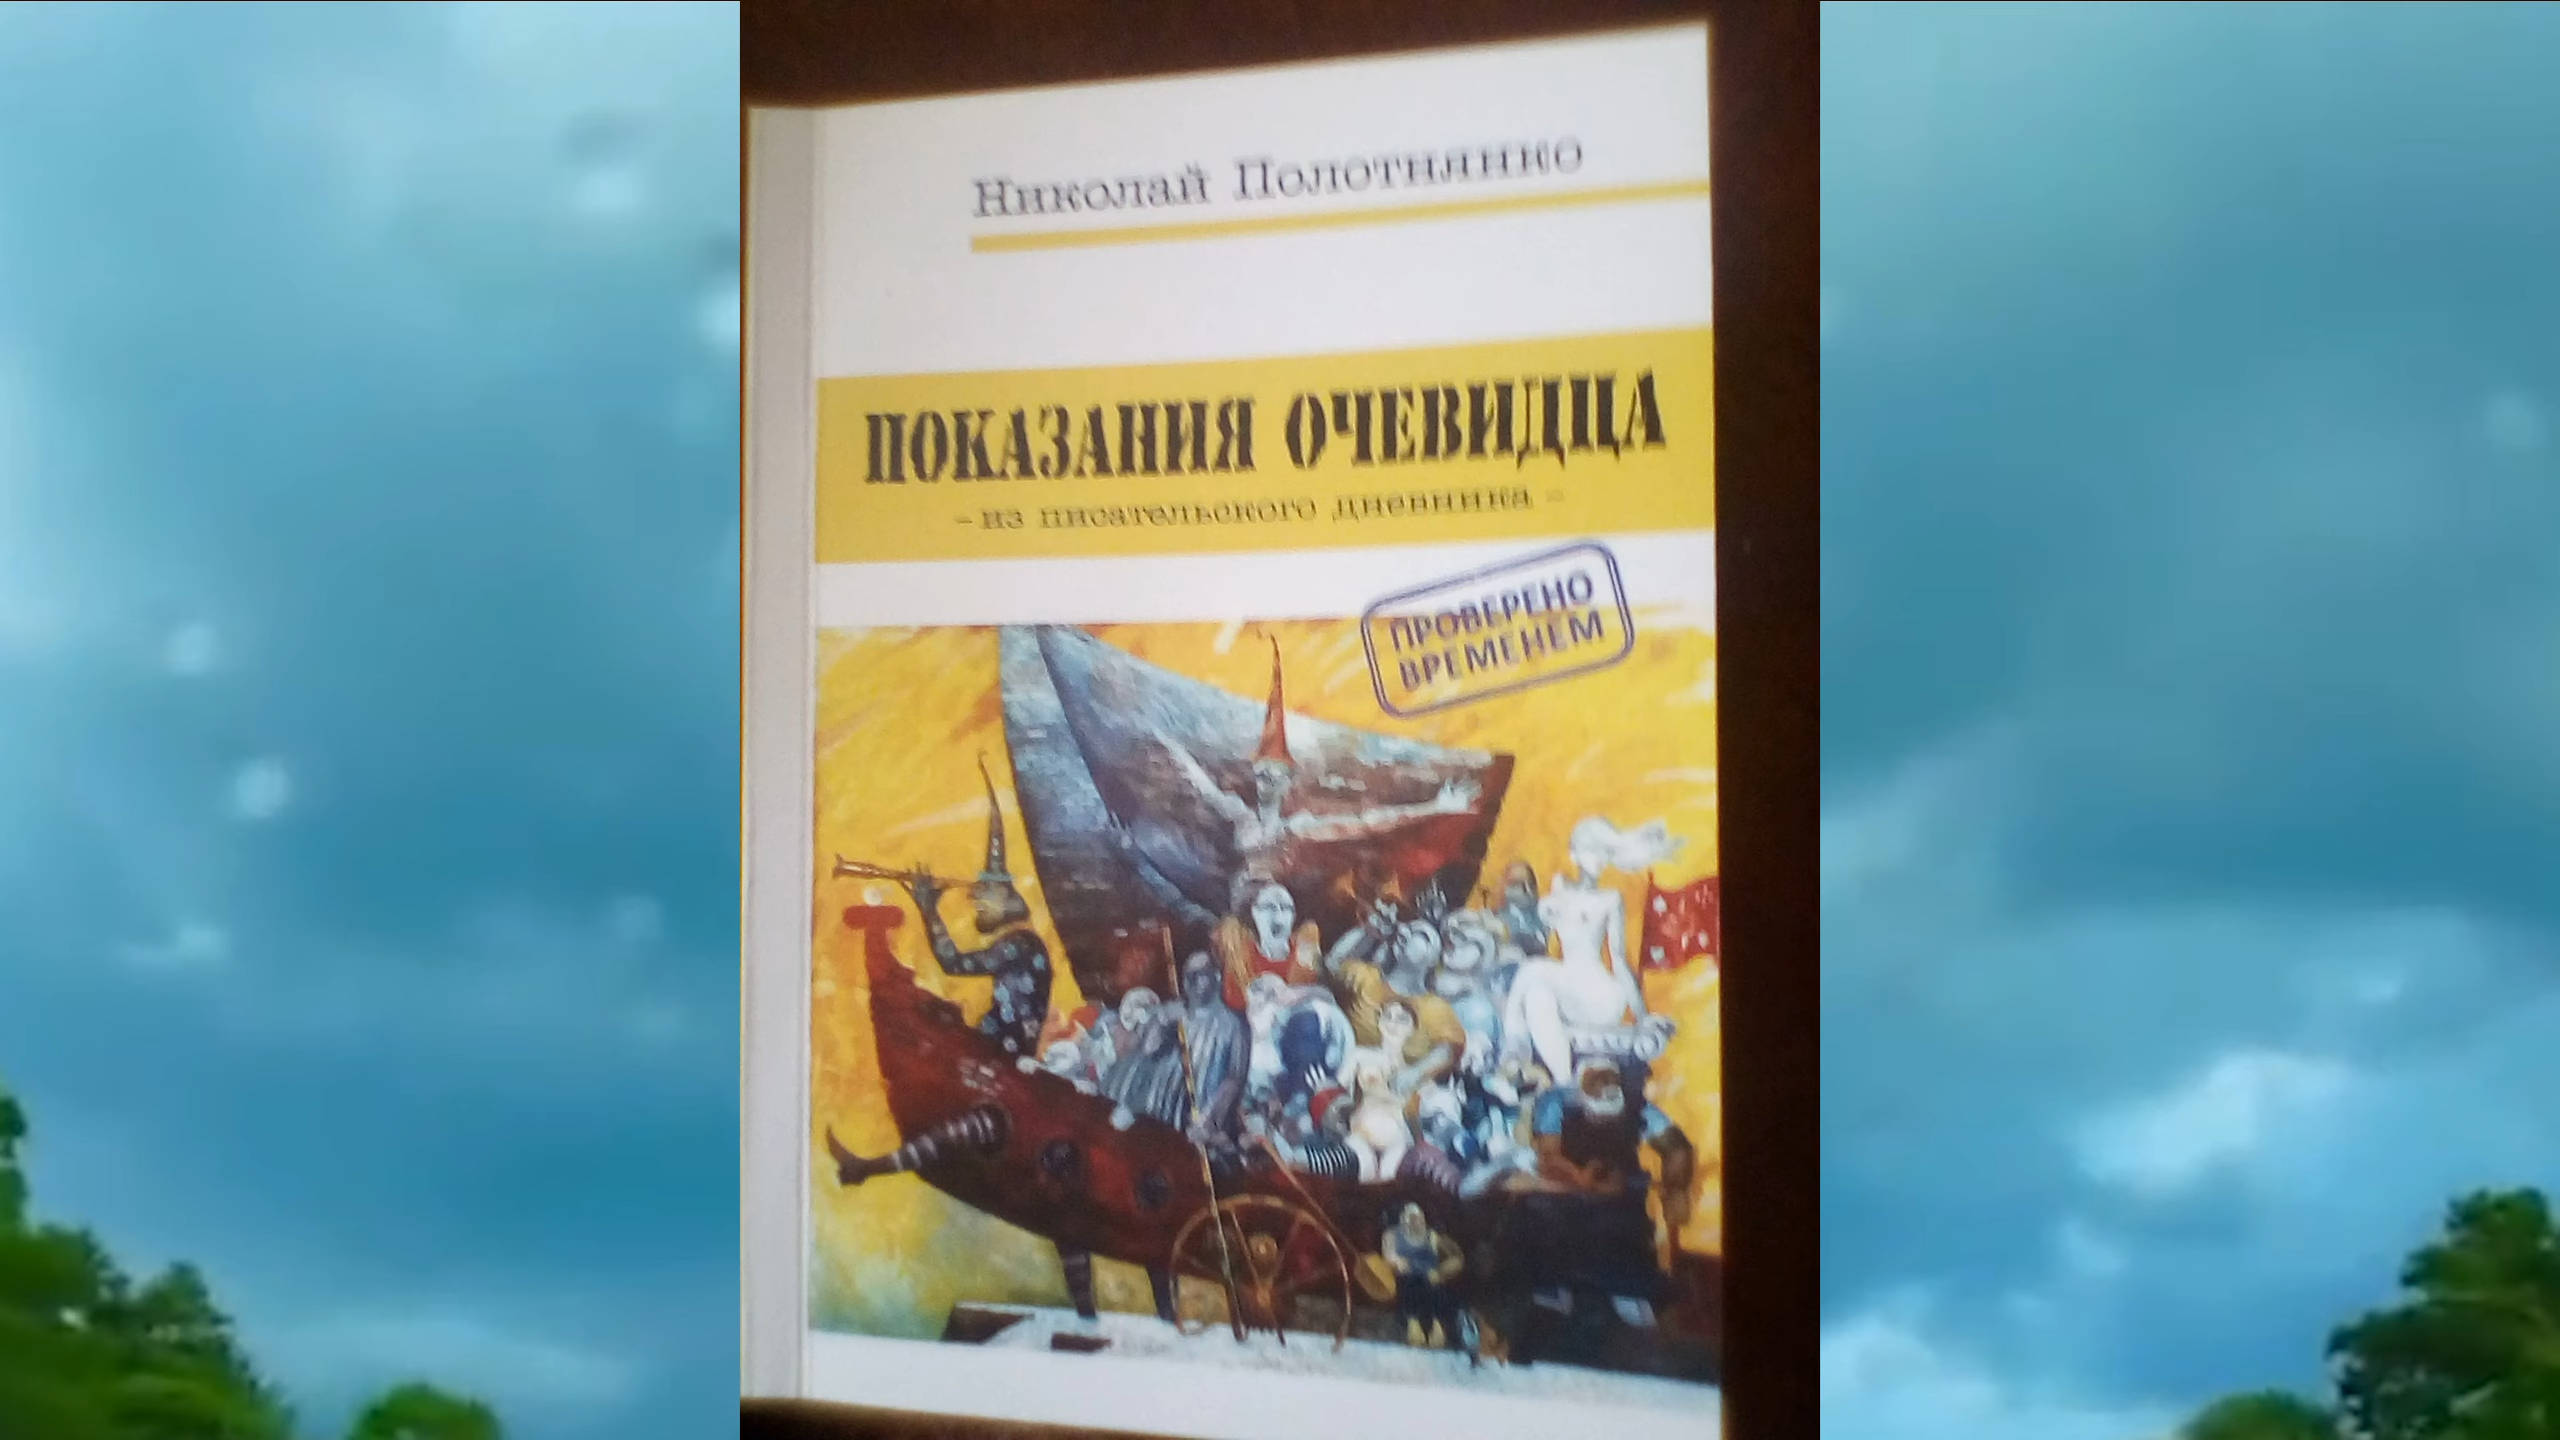 Николай Полотнянко
ПОКАЗАНИЯ ОЧЕВИДЦА
– из писательского дневника –
ПРОВЕРЕНО
ВРЕМЕНЕМ